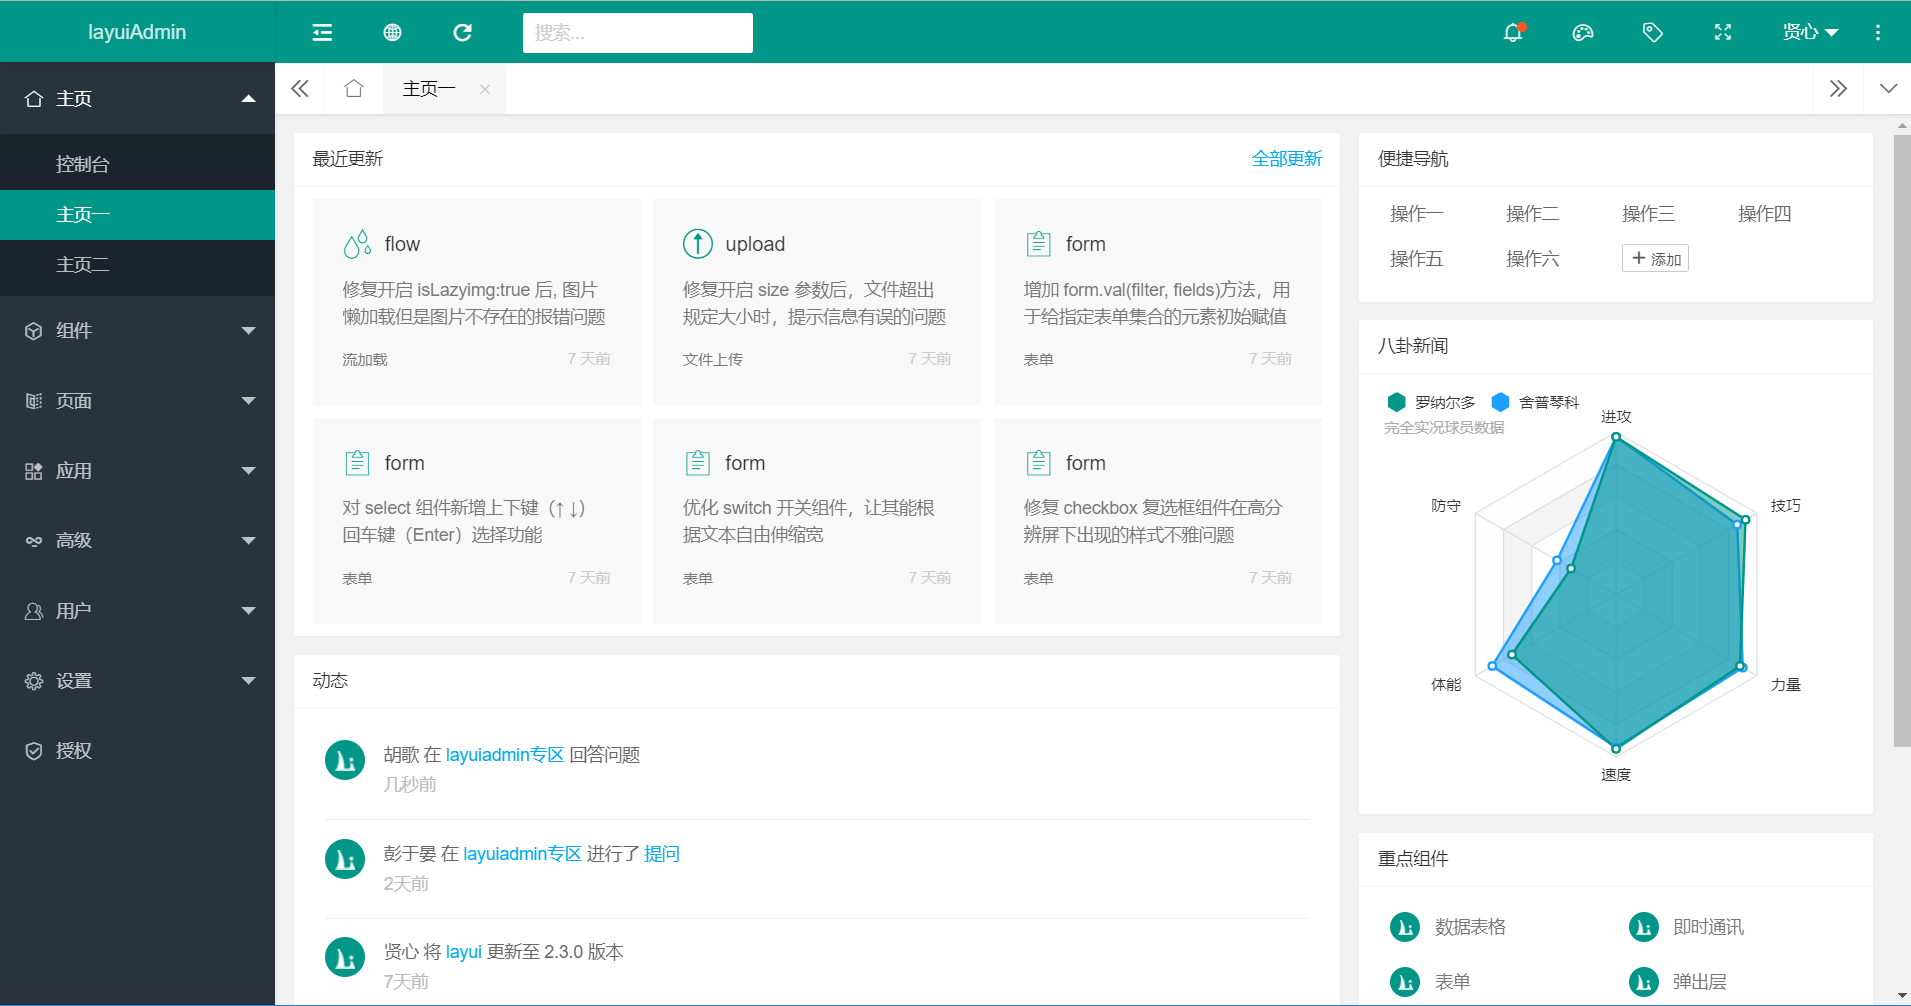 layuiAdmin
搜索...
贤心
主页
控制台
主页一
主页二
组件
页面
应用
高级
用户
设置
授权
主页一
最近更新
全部更新
flow
修复开启 isLazyimg:true 后, 图片
懒加载但是图片不存在的报错问题
流加载
7 天前
upload
修复开启 size 参数后，文件超出
规定大小时，提示信息有误的问题
文件上传
7 天前
form
增加 form.val(filter, fields)方法，用
于给指定表单集合的元素初始赋值
表单
7 天前
form
对 select 组件新增上下键（↑ ↓）
回车键（Enter）选择功能
表单
7 天前
form
优化 switch 开关组件，让其能根
据文本自由伸缩宽
表单
7 天前
form
修复 checkbox 复选框组件在高分
辨屏下出现的样式不雅问题
表单
7 天前
动态
胡歌 在 layuiadmin专区 回答问题
几秒前
彭于晏 在 layuiadmin专区 进行了 提问
2天前
贤心 将 layui 更新至 2.3.0 版本
7天前
便捷导航
操作一 操作二 操作三 操作四
操作五 操作六 添加
八卦新闻
罗纳尔多 舍普琴科
完全实况球员数据
进攻
防守
技巧
体能
力量
速度
重点组件
数据表格 即时通讯
表单 弹出层